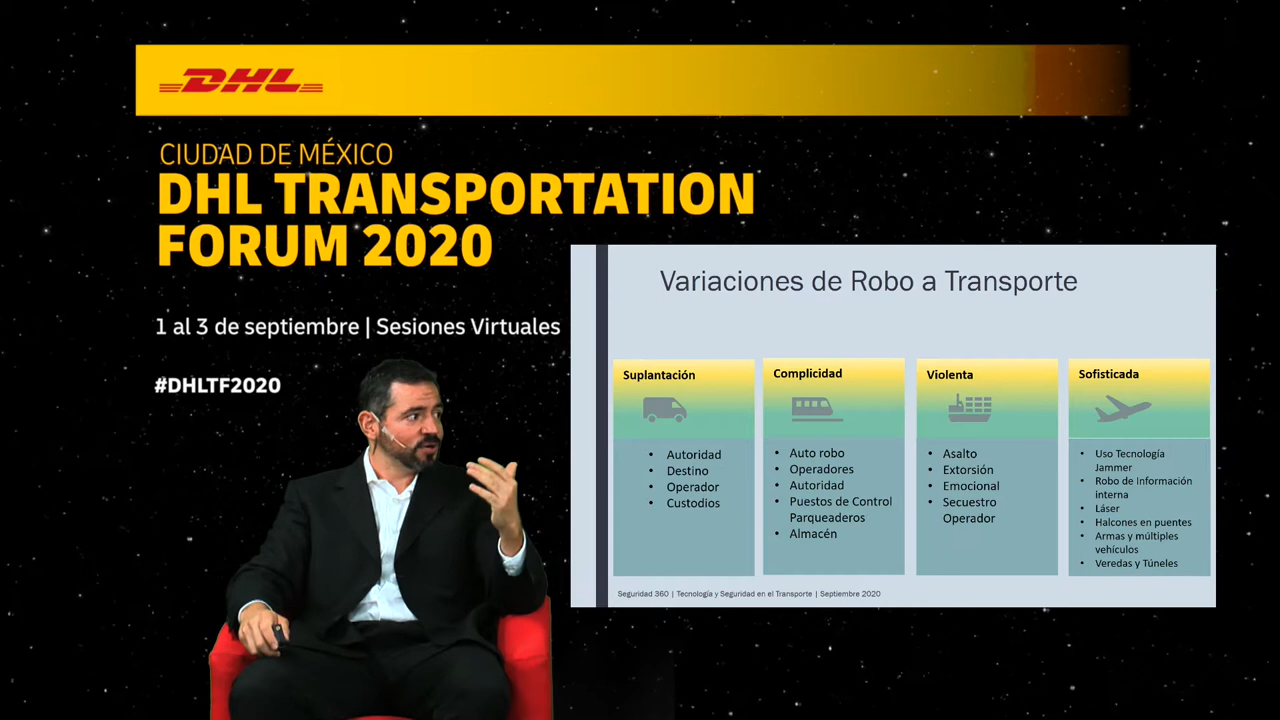 DHL
CIUDAD DE MÉXICO
DHL TRANSPORTATION
FORUM 2020
1 al 3 de septiembre | Sesiones Virtuales
#DHLTF2020
Variaciones de Robo a Transporte
Suplantación
• Autoridad
• Destino
• Operador
• Custodios
Complicidad
• Auto robo
• Operadores
• Autoridad
• Puestos de Control
Parqueaderos
• Almacén
Violenta
• Asalto
• Extorsión
• Emocional
• Secuestro
Operador
Sofisticada
• Uso Tecnología
Jammer
• Robo de Información
interna
• Láser
• Halcones en puentes
• Armas y múltiples
vehículos
• Veredas y Túneles
Seguridad 360 | Tecnología y Seguridad en el Transporte | Septiembre 2020